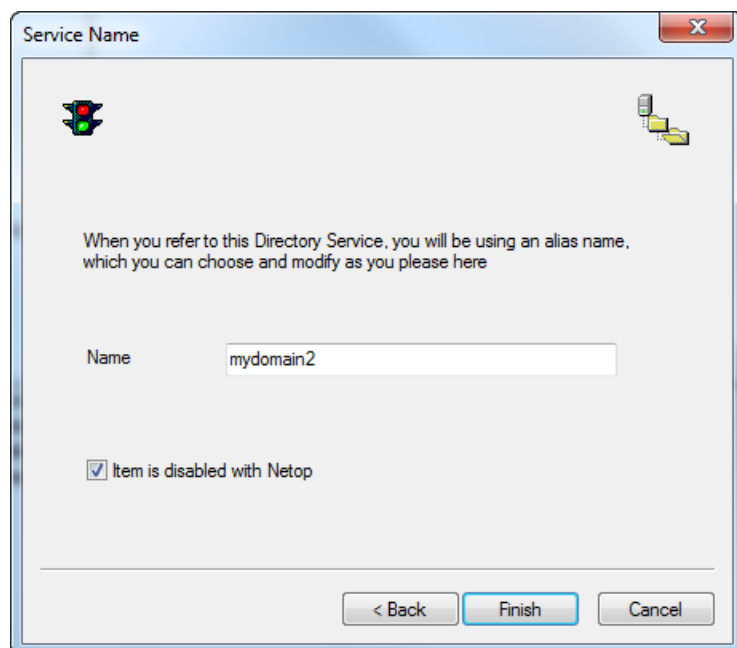 Service Name
When you refer to this Directory Service, you will be using an alias name,
which you can choose and modify as you please here
Name
mydomain2
Item is disabled with Netop
< Back
Finish
Cancel